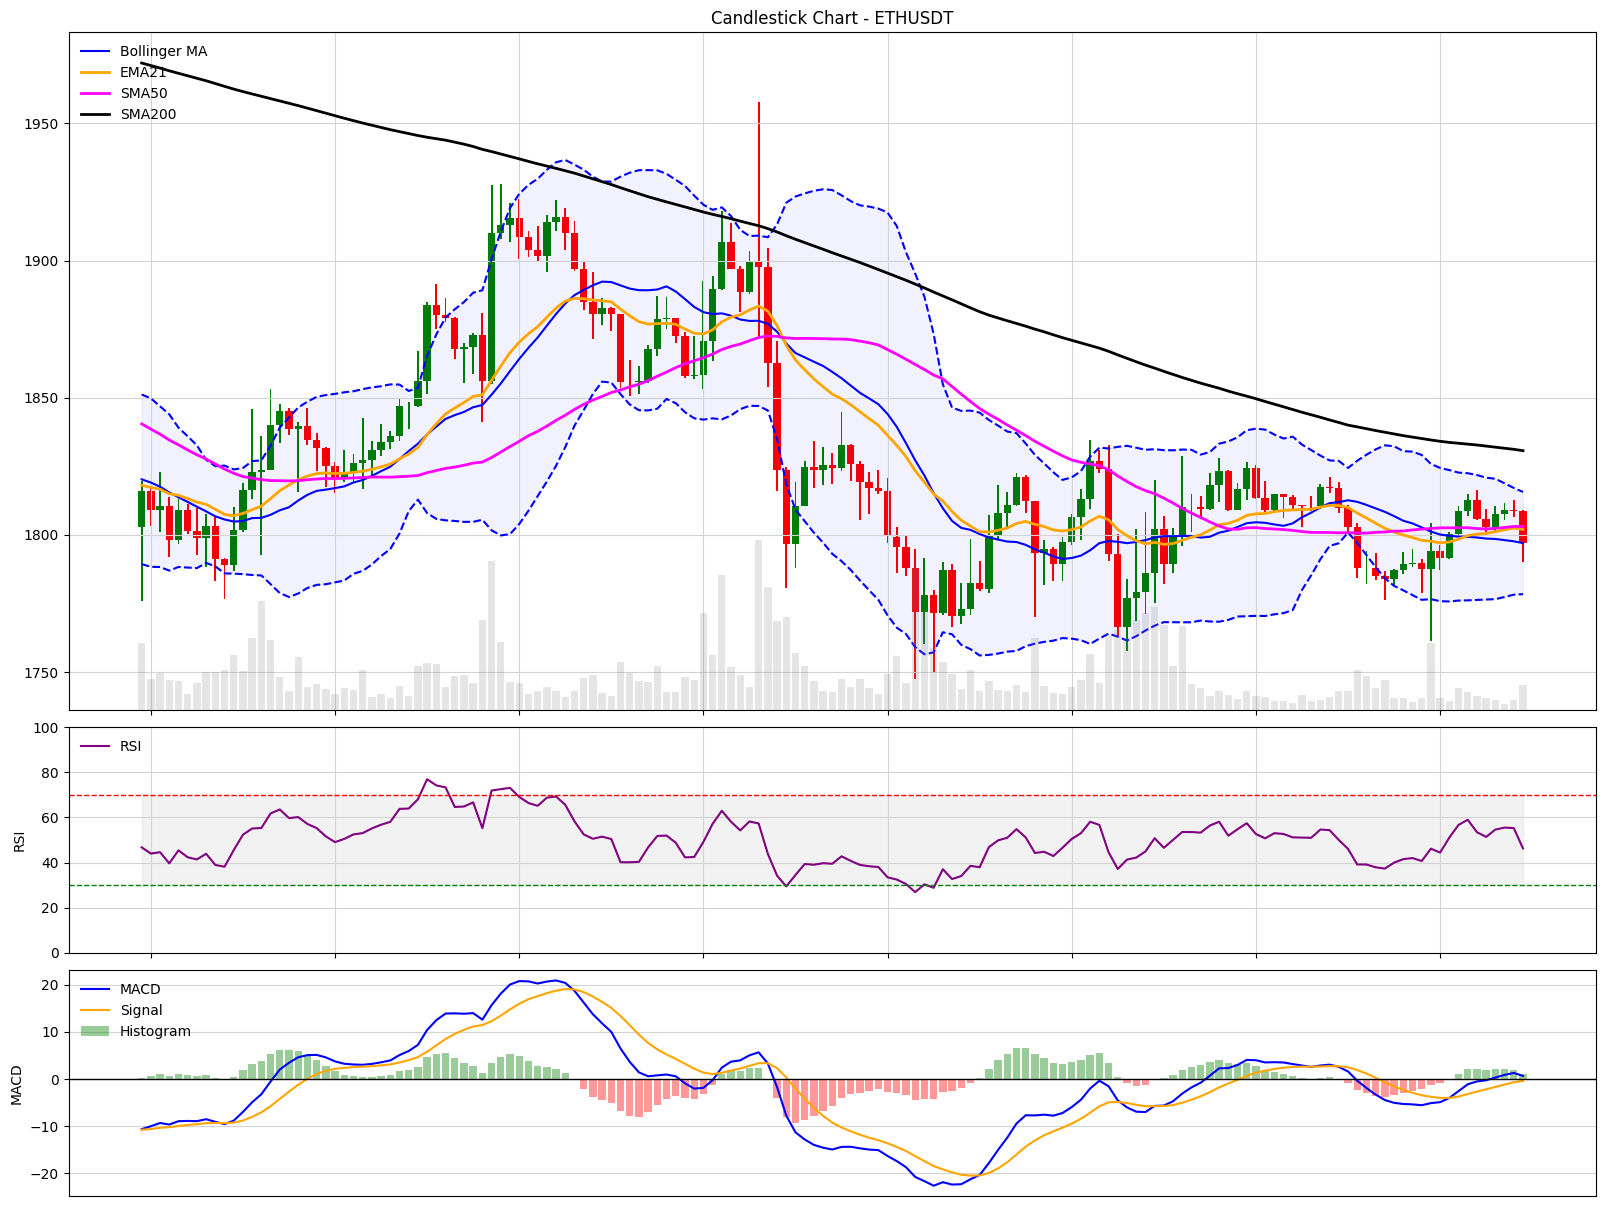 Candlestick Chart - ETHUSDT
Bollinger MA
EMA21
SMA50
SMA200
1950
1900
1850
1800
1750
RSI
100
80
60
40
20
0
RSI
MACD
Signal
Histogram
20
10
0
−10
−20
MACD